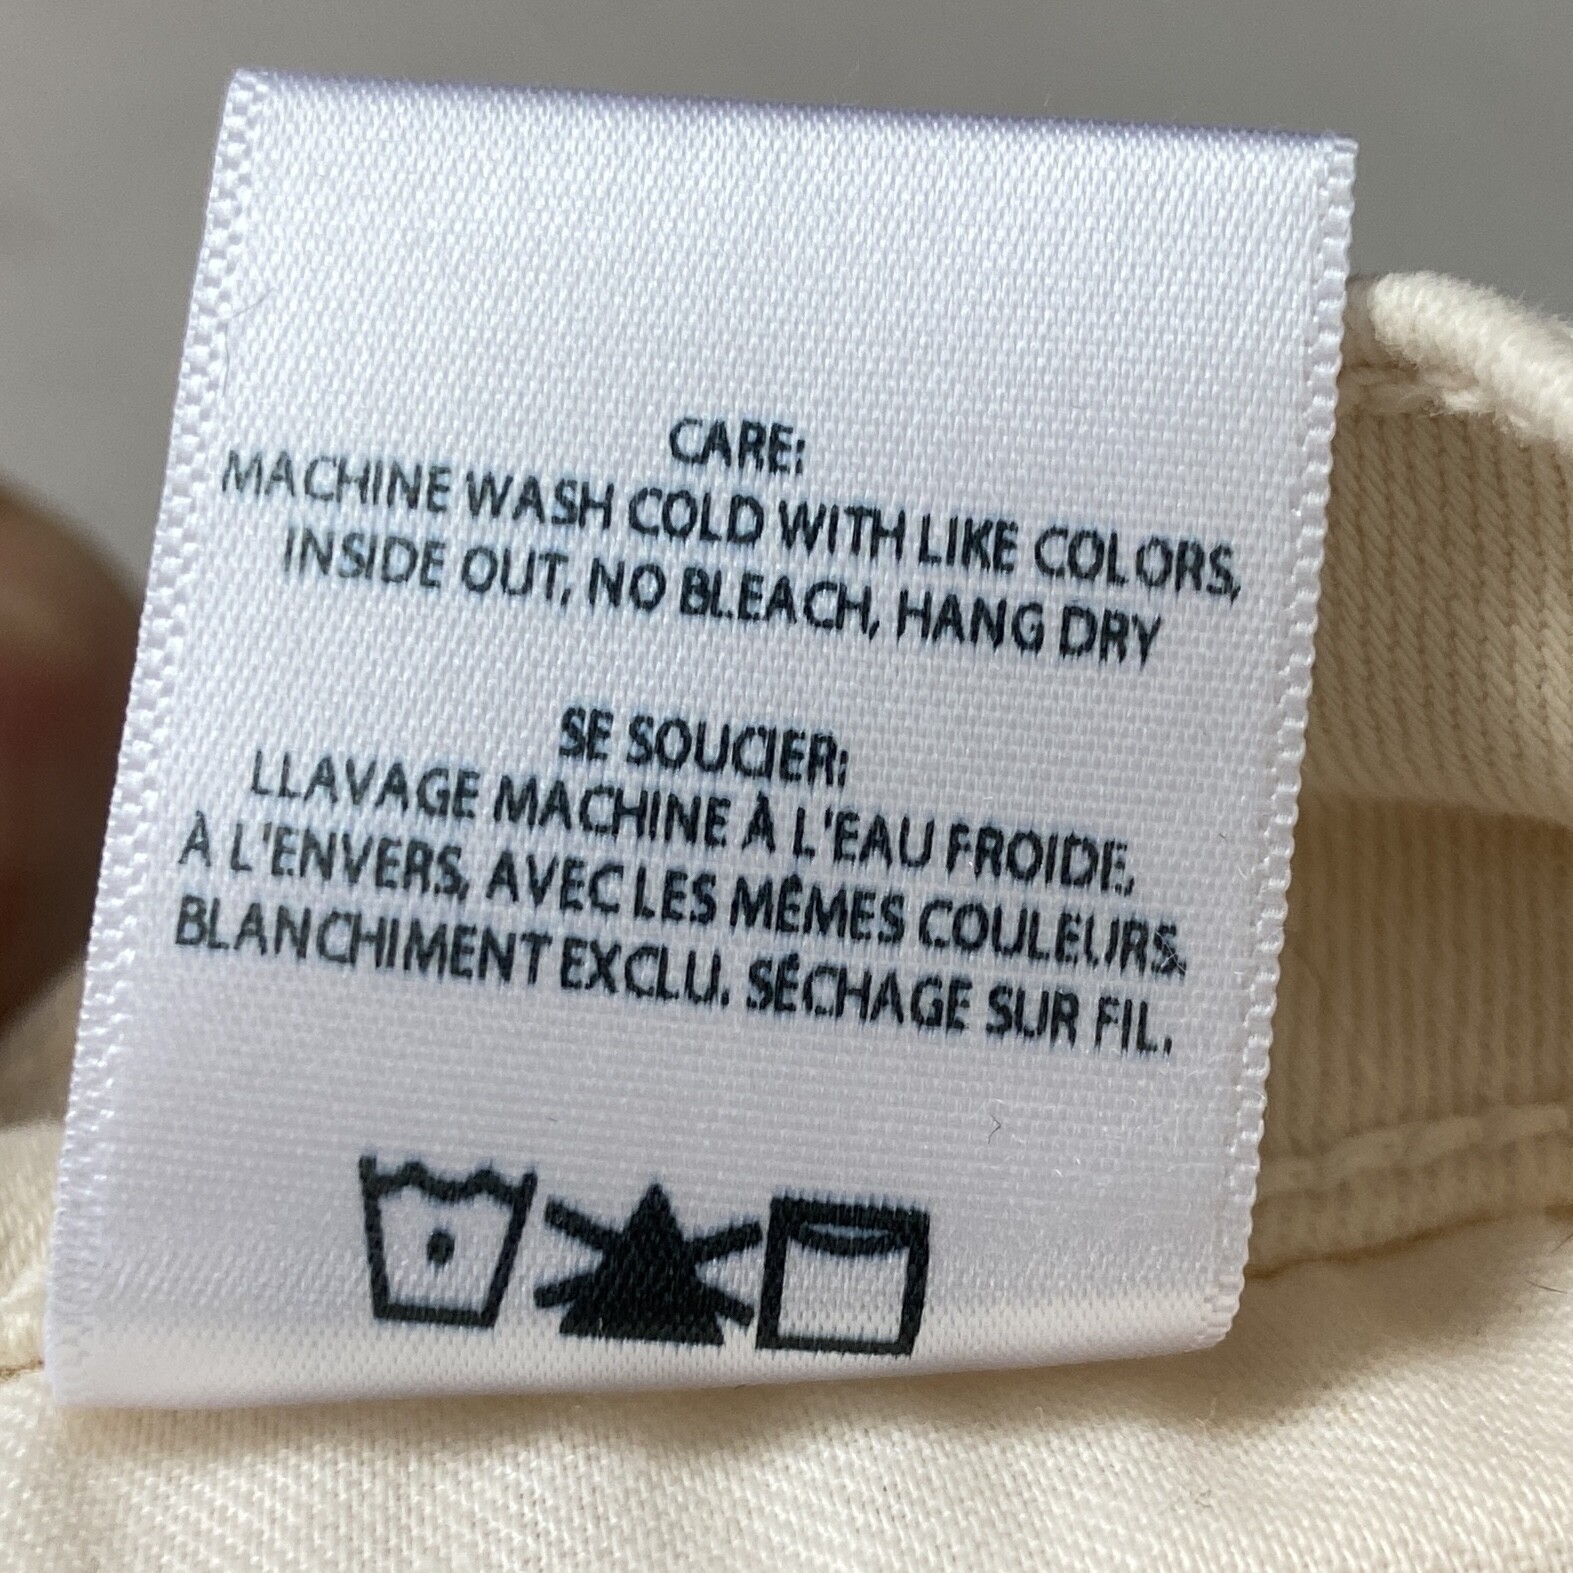 CARE:
MACHINE WASH COLD WITH LIKE COLORS,
INSIDE OUT, NO BLEACH, HANG DRY
SE SOUCIER:
LLAVAGE MACHINE À L'EAU FROIDE,
À L'ENVERS, AVEC LES MÊMES COULEURS.
BLANCHIMENT EXCLU. SÉCHAGE SUR FIL.